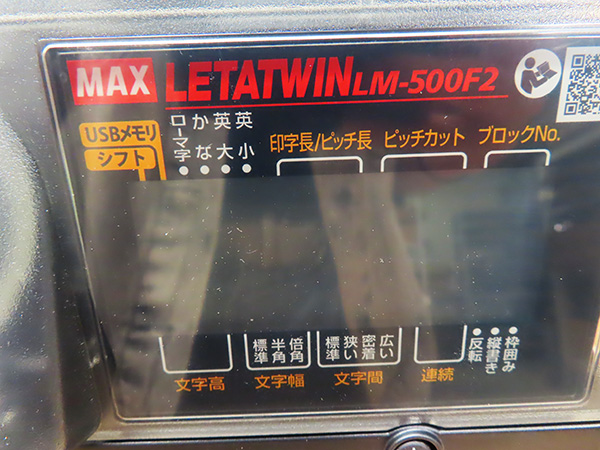 MAX LETATWIN LM-500F2
USBメモリ
シフト
ローマ字
かな
英大
英小
印字長/ピッチ長
ピッチカット
ブロックNo.
標準
半角
倍角
標準
狭い
密着
広い
反転
縦書き
枠囲み
文字高
文字幅
文字間
連続